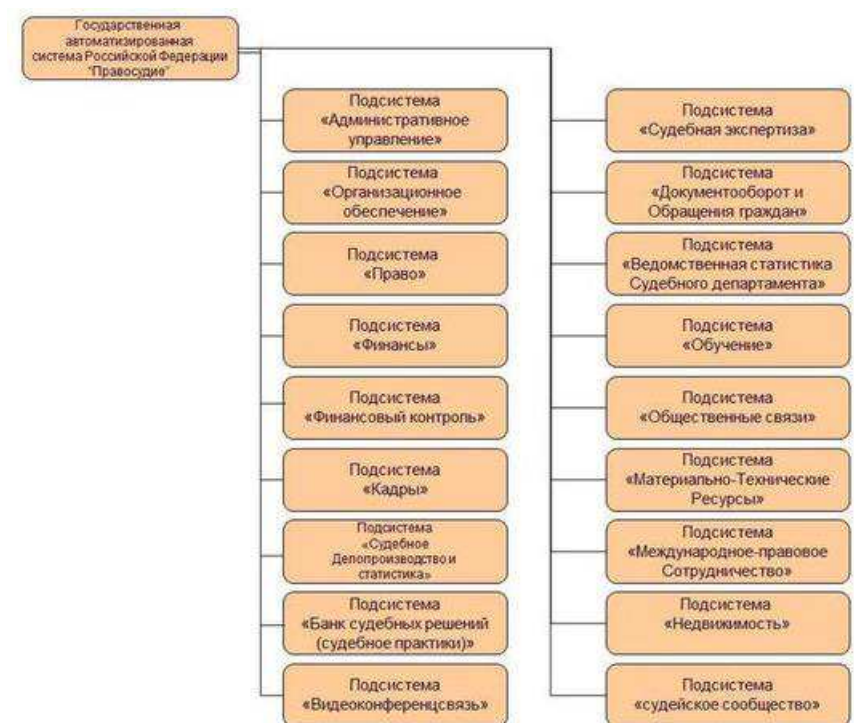 Государственная
автоматизированная
система Российской Федерации
"Правосудие"
Подсистема
«Административное
управление»
Подсистема
«Организационное
обеспечение»
Подсистема
«Право»
Подсистема
«Финансы»
Подсистема
«Финансовый контроль»
Подсистема
«Кадры»
Подсистема
«Судебное
Делопроизводство и
статистика»
Подсистема
«Банк судебных решений
(судебное практики)»
Подсистема
«Видеоконференцсвязь»
Подсистема
«Судебная экспертиза»
Подсистема
«Документооборот и
Обращения граждан»
Подсистема
«Ведомственная статистика
Судебного департамента»
Подсистема
«Обучение»
Подсистема
«Общественные связи»
Подсистема
«Материально-Технические
Ресурсы»
Подсистема
«Международное-правовое
Сотрудничество»
Подсистема
«Недвижимость»
Подсистема
«судейское сообщество»